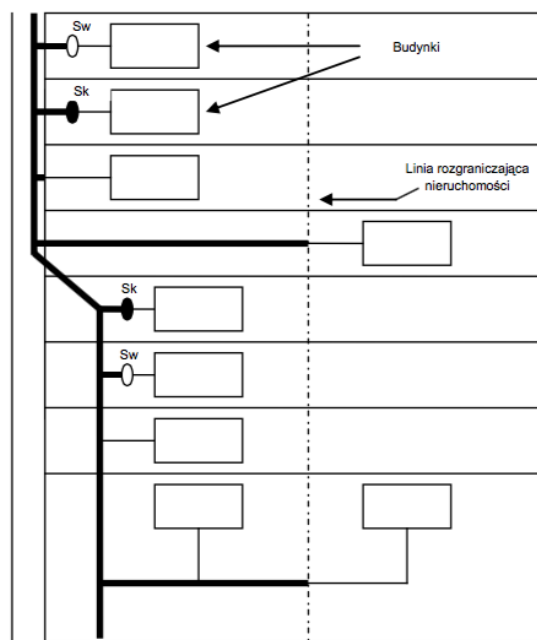 Sw
Budynki
Sk
Linia rozgraniczająca
nieruchomości
Sk
Sw